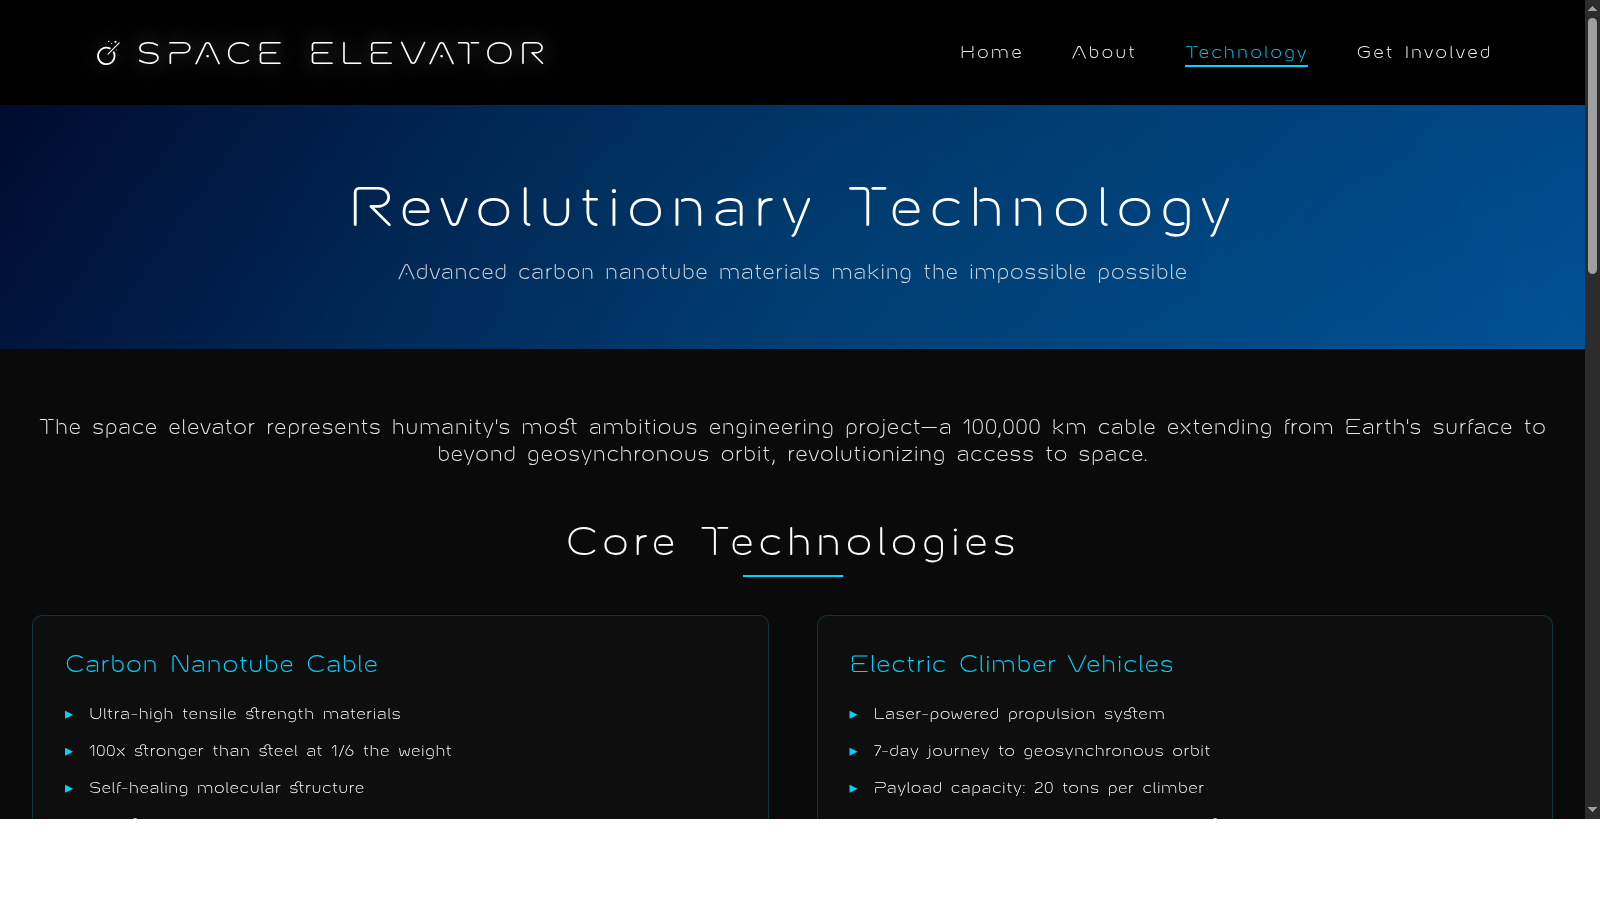 SPACE ELEVATOR
Home
About
Technology
Get Involved
Revolutionary Technology
Advanced carbon nanotube materials making the impossible possible
The space elevator represents humanity's most ambitious engineering project—a 100,000 km cable extending from Earth's surface to
beyond geosynchronous orbit, revolutionizing access to space.
Core Technologies
Carbon Nanotube Cable
Ultra-high tensile strength materials
100x stronger than steel at 1/6 the weight
Self-healing molecular structure
Electric Climber Vehicles
Laser-powered propulsion system
7-day journey to geosynchronous orbit
Payload capacity: 20 tons per climber